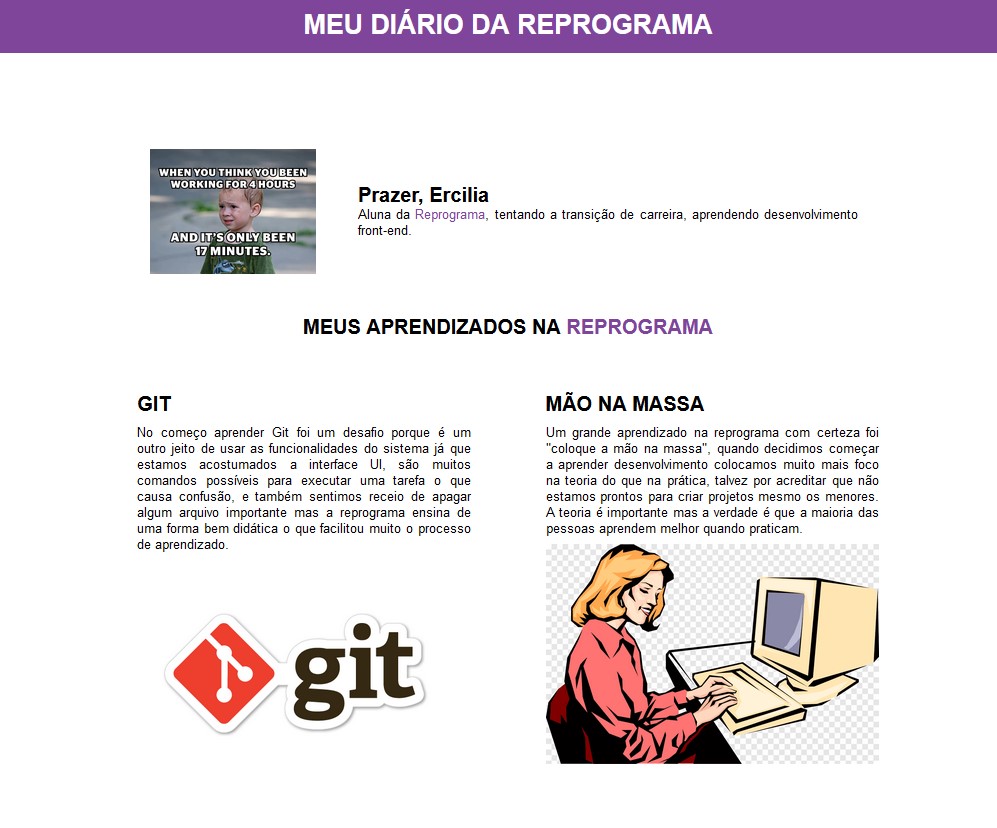 MEU DIÁRIO DA REPROGRAMA
WHEN YOU THINK YOU BEEN
WORKING FOR 4 HOURS
AND IT'S ONLY BEEN
17 MINUTES.
Prazer, Ercilia
Aluna da Reprograma, tentando a transição de carreira, aprendendo desenvolvimento
front-end.
MEUS APRENDIZADOS NA REPROGRAMA
GIT
No começo aprender Git foi um desafio porque é um
outro jeito de usar as funcionalidades do sistema já que
estamos acostumados a interface UI, são muitos
comandos possíveis para executar uma tarefa o que
causa confusão, e também sentimos receio de apagar
algum arquivo importante mas a reprograma ensina de
uma forma bem didática o que facilitou muito o processo
de aprendizado.
git
MÃO NA MASSA
Um grande aprendizado na reprograma com certeza foi
"coloque a mão na massa", quando decidimos começar
a aprender desenvolvimento colocamos muito mais foco
na teoria do que na prática, talvez por acreditar que não
estamos prontos para criar projetos mesmo os menores.
A teoria é importante mas a verdade é que a maioria das
pessoas aprendem melhor quando praticam.